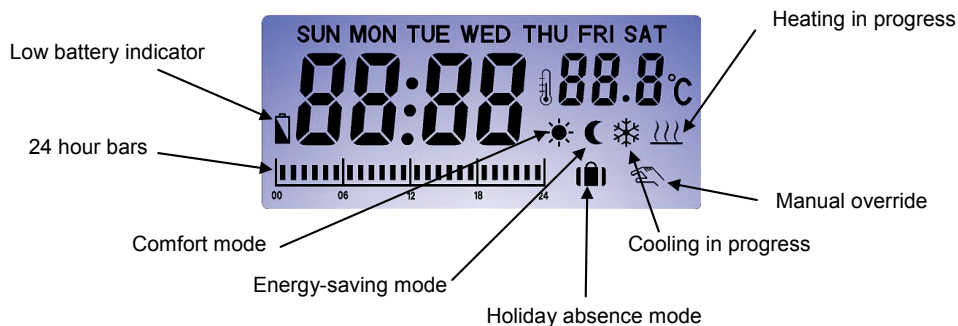 Heating in progress
SUN MON TUE WED THU FRI SAT
Low battery indicator
88:88 88.8°C
24 hour bars
00 06 12 18 24
Manual override
Comfort mode
Cooling in progress
Energy-saving mode
Holiday absence mode